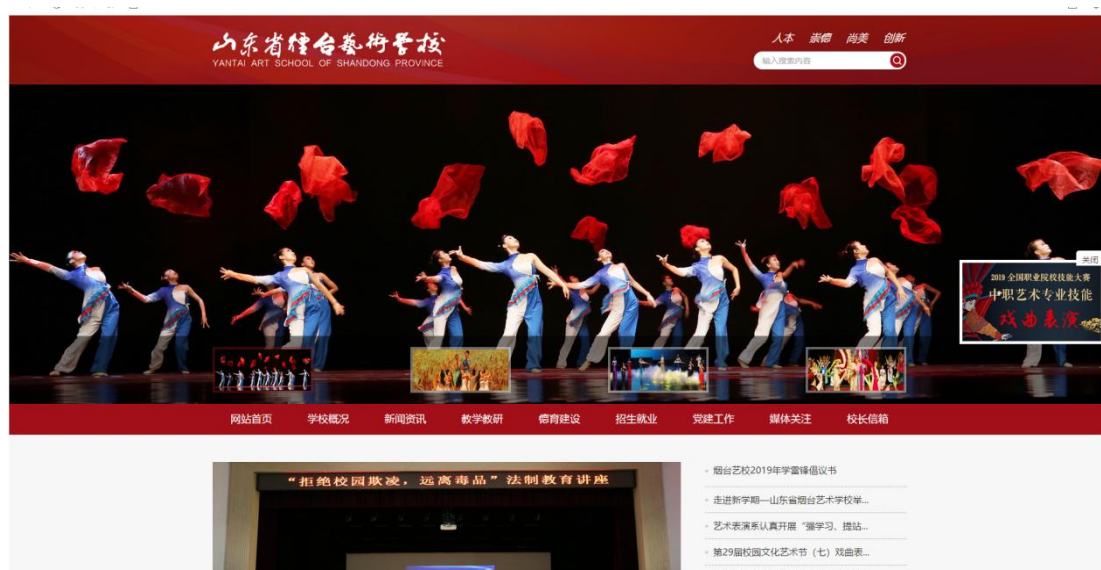 山东省烟台艺术学校
YANTAI ART SCHOOL OF SHANDONG PROVINCE
人本 崇德 尚美 创新
输入搜索内容
关闭
2019 全国职业院校技能大赛
中职艺术专业技能
戏曲表演
网站首页 学校概况 新闻资讯 教学教研 德育建设 招生就业 党建工作 媒体关注 校长信箱
“拒绝校园欺凌，远离毒品”法制教育讲座
烟台艺校2019年学雷锋倡议书
走进新学期—山东省烟台艺术学校举...
艺术表演系认真开展“强学习、提站...
第29届校园文化艺术节（七）戏曲表...